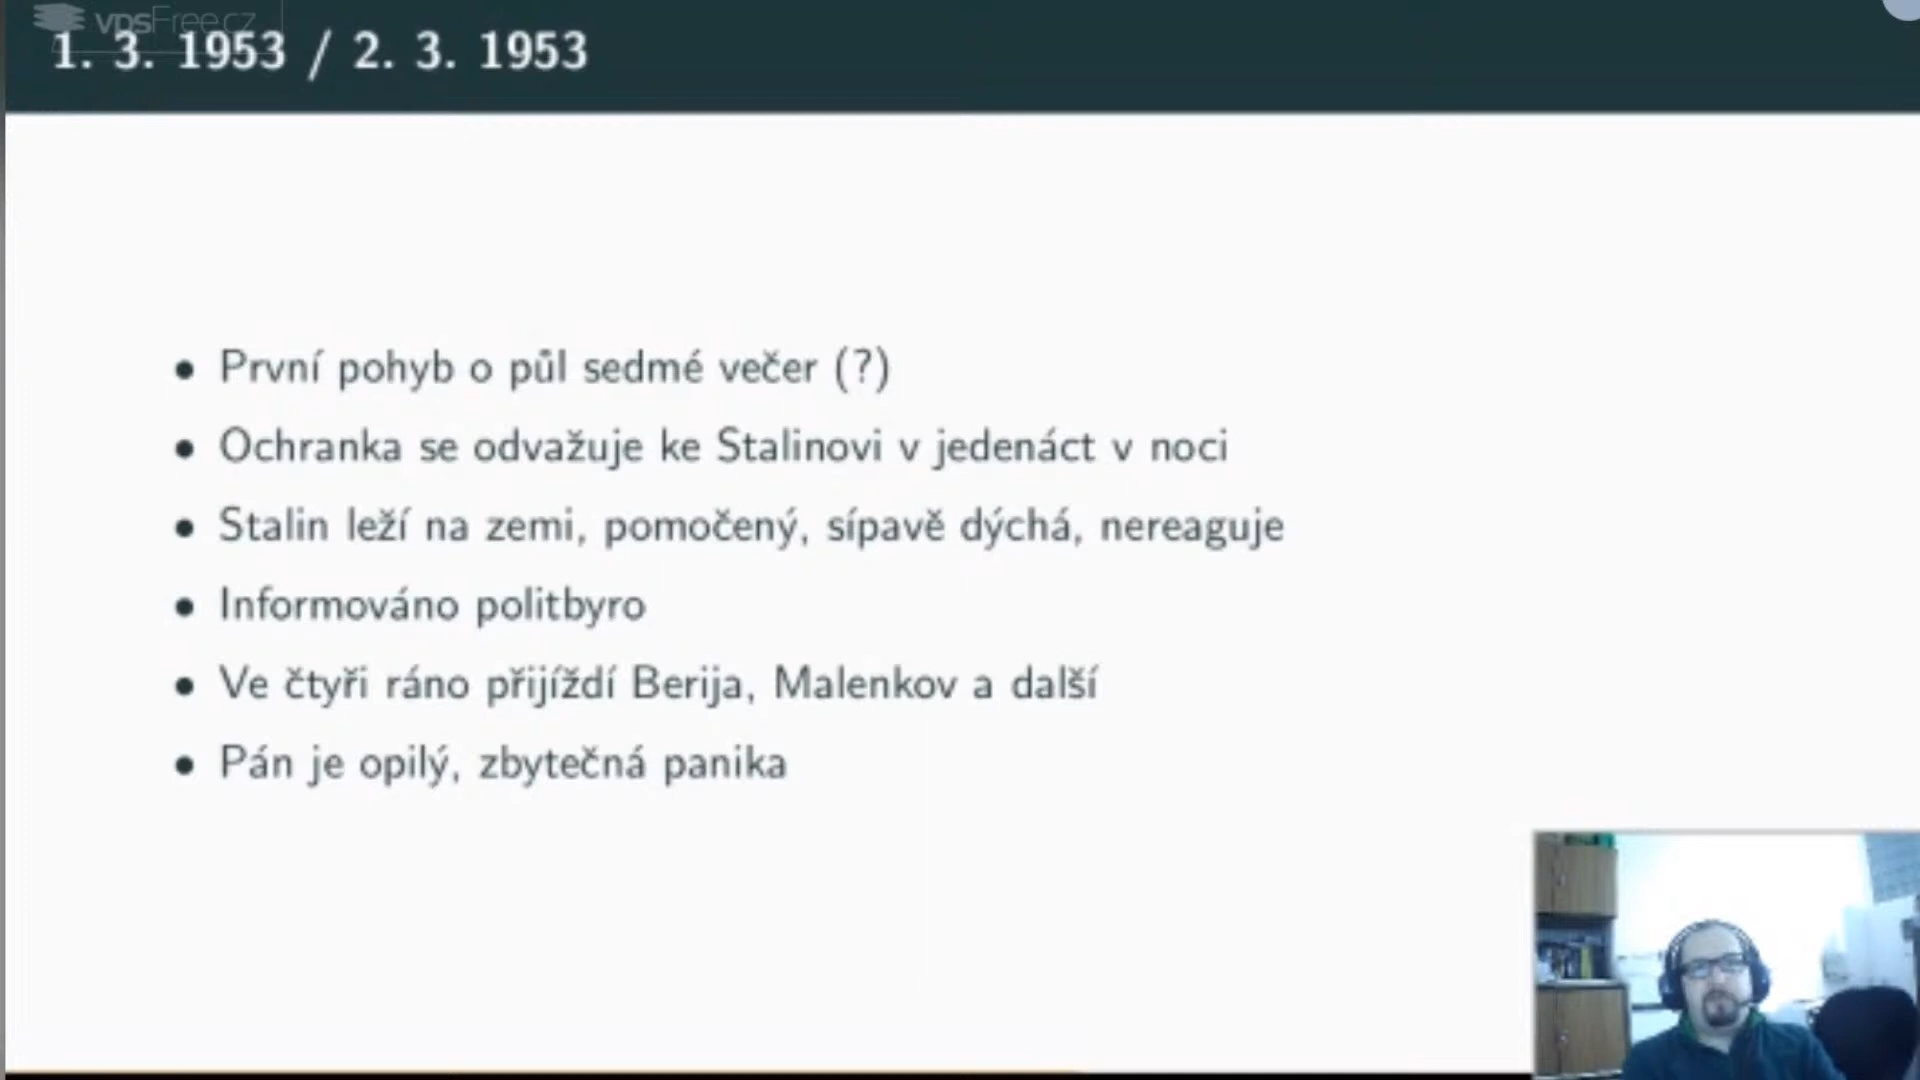 vpsFree.cz
1. 3. 1953 / 2. 3. 1953
• První pohyb o půl sedmé večer (?)
• Ochranka se odvažuje ke Stalinovi v jedenáct v noci
• Stalin leží na zemi, pomočený, sípavě dýchá, nereaguje
• Informováno politbyro
• Ve čtyři ráno přijíždí Berija, Malenkov a další
• Pán je opilý, zbytečná panika